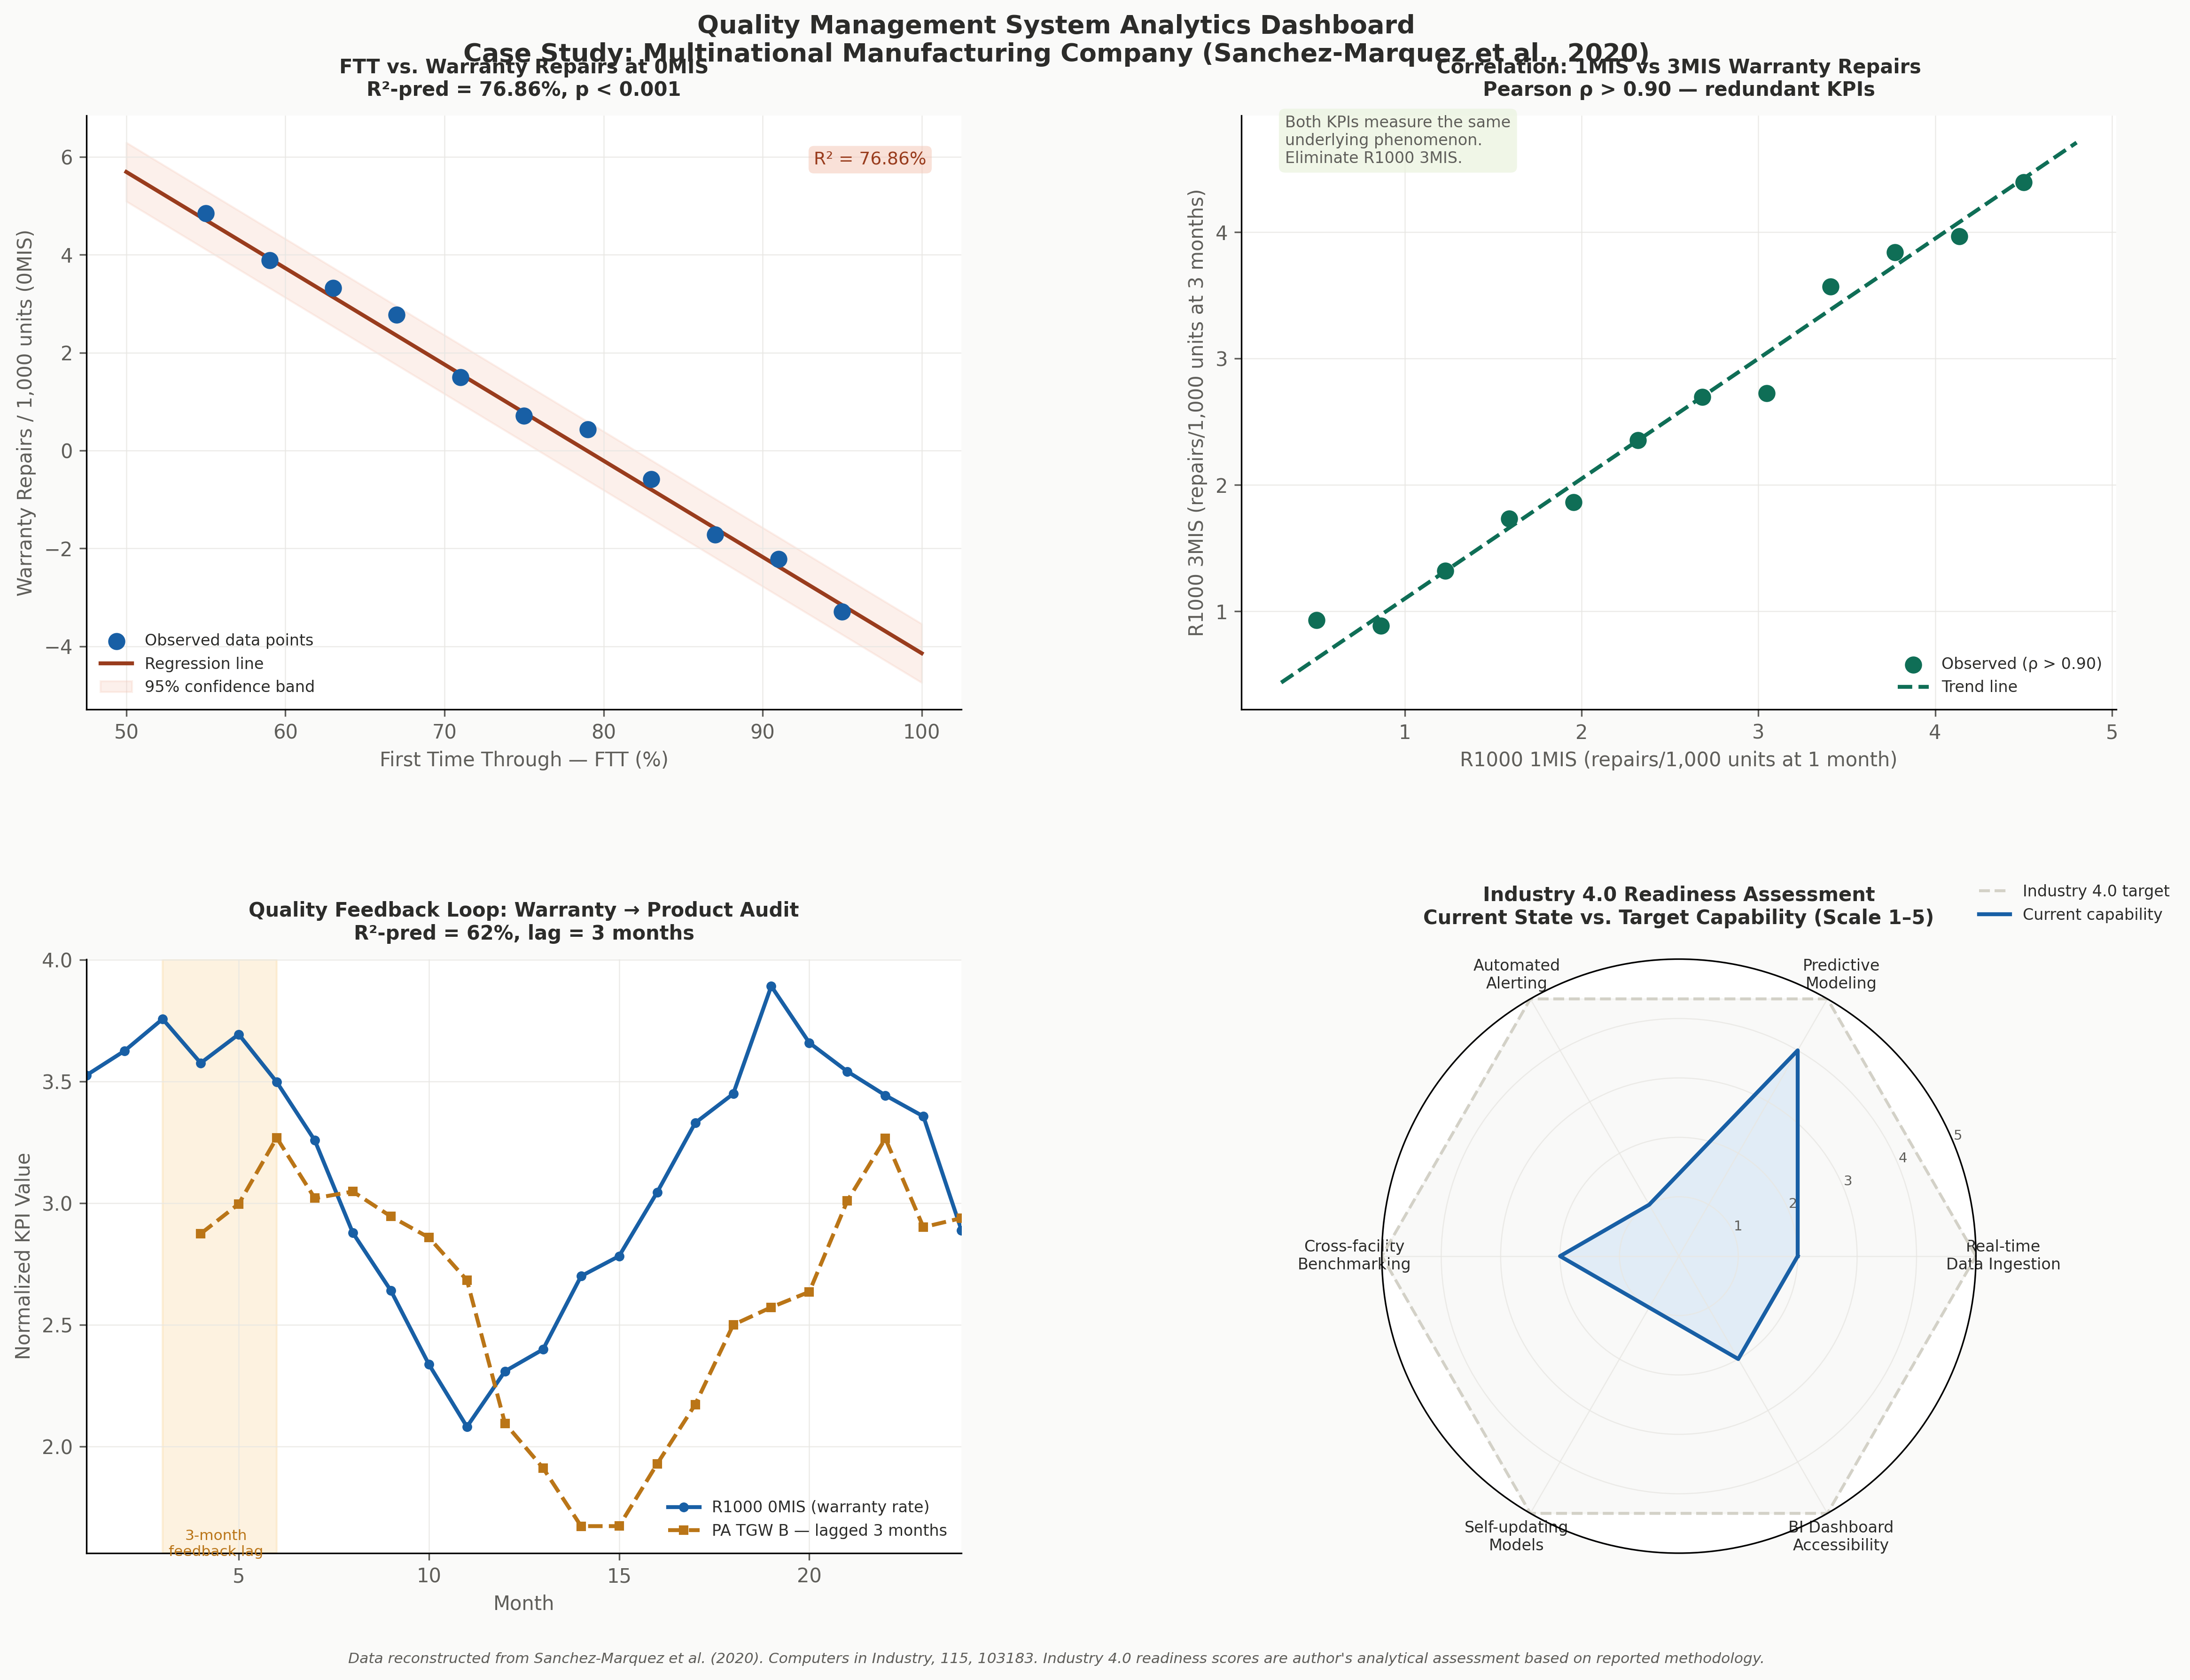 Quality Management System Analytics Dashboard
Case Study: Multinational Manufacturing Company (Sanchez-Marquez et al., 2020)
FTT vs. Warranty Repairs at 0MIS
R²-pred = 76.86%, p < 0.001
R² = 76.86%
6
4
2
0
−2
−4
Warranty Repairs / 1,000 units (0MIS)
Observed data points
Regression line
95% confidence band
50 60 70 80 90 100
First Time Through — FTT (%)
Correlation: 1MIS vs 3MIS Warranty Repairs
Pearson ρ > 0.90 — redundant KPIs
Both KPIs measure the same
underlying phenomenon.
Eliminate R1000 3MIS.
4
3
2
1
R1000 3MIS (repairs/1,000 units at 3 months)
Observed (ρ > 0.90)
Trend line
1 2 3 4 5
R1000 1MIS (repairs/1,000 units at 1 month)
Quality Feedback Loop: Warranty → Product Audit
R²-pred = 62%, lag = 3 months
4.0
3.5
3.0
2.5
2.0
Normalized KPI Value
3-month
feedback lag
R1000 0MIS (warranty rate)
PA TGW B — lagged 3 months
5 10 15 20
Month
Industry 4.0 Readiness Assessment
Current State vs. Target Capability (Scale 1–5)
Industry 4.0 target
Current capability
Automated
Alerting
Predictive
Modeling
5
4
3
2
1
Cross-facility
Benchmarking
Real-time
Data Ingestion
Self-updating
Models
BI Dashboard
Accessibility
Data reconstructed from Sanchez-Marquez et al. (2020). Computers in Industry, 115, 103183. Industry 4.0 readiness scores are author's analytical assessment based on reported methodology.